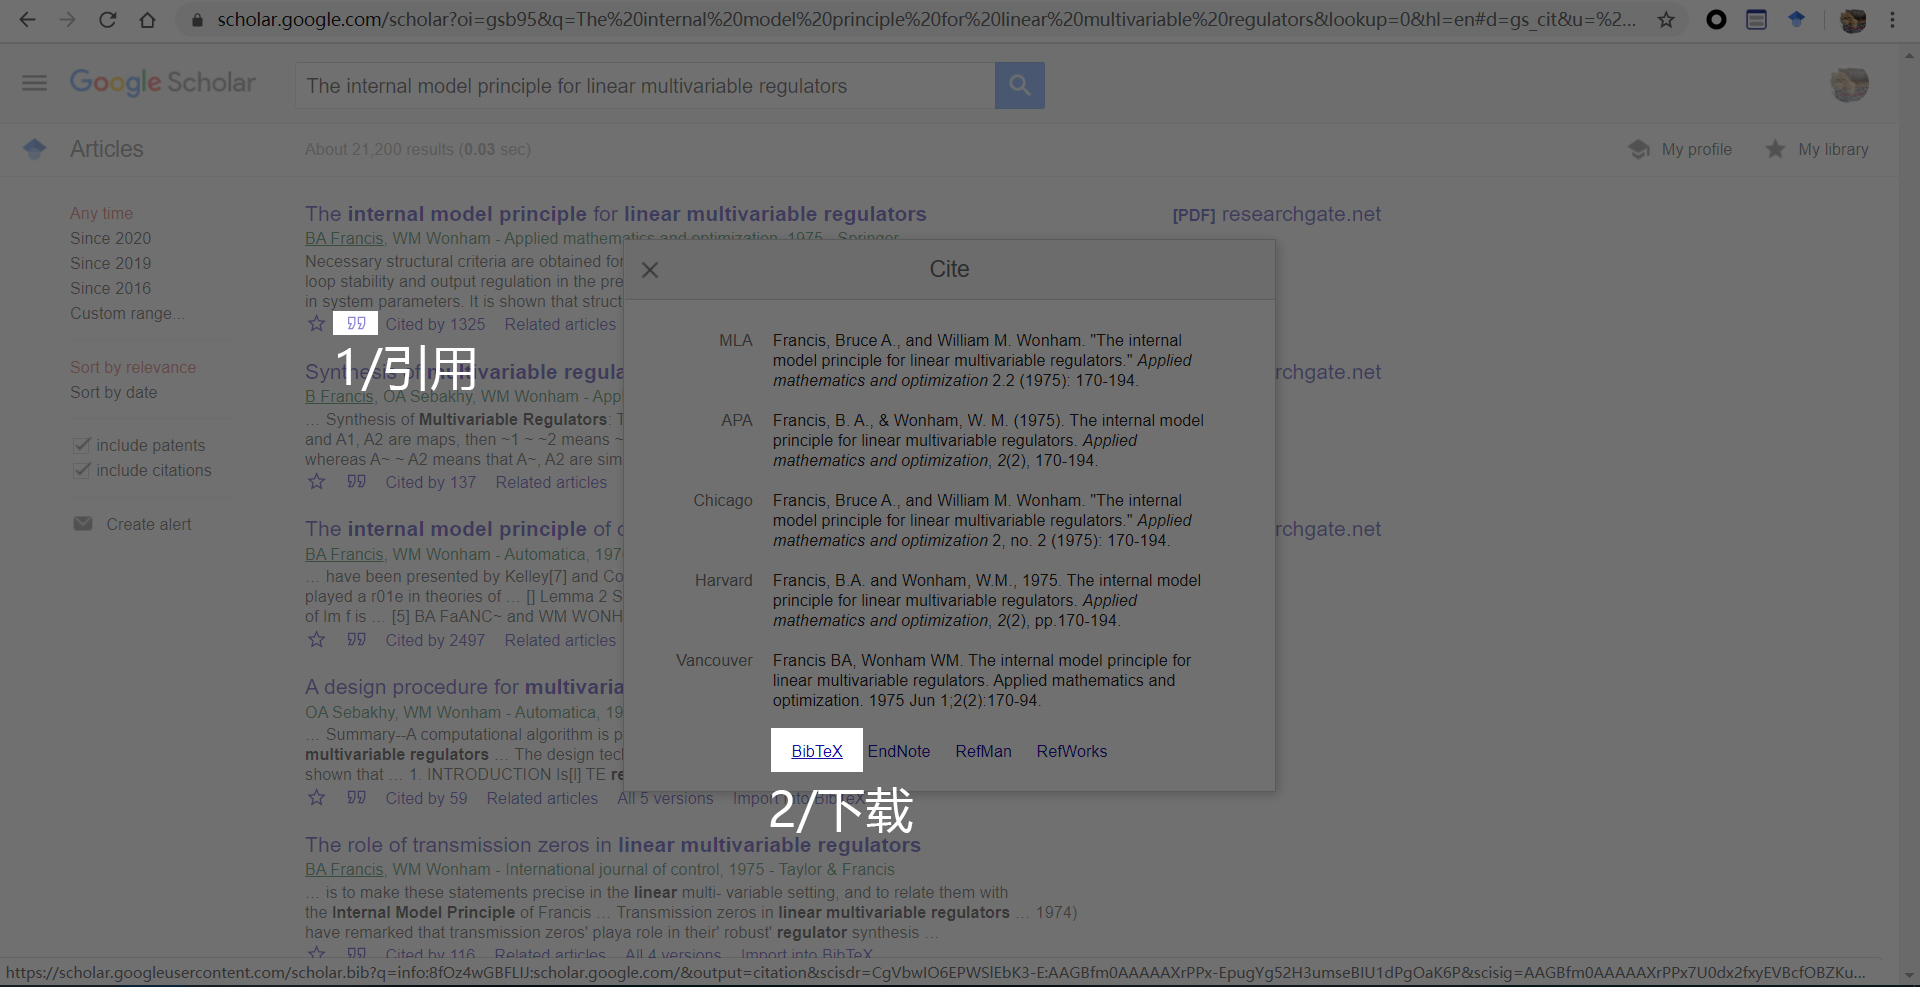 scholar.google.com/scholar?oi=gsb95&q=The%20internal%20model%20principle%20for%20linear%20multivariable%20regulators&lookup=0&hl=en#d=gs_cit&u=%2...
Google Scholar
The internal model principle for linear multivariable regulators
Articles
About 21,200 results (0.03 sec)
My profile
My library
Any time
Since 2020
Since 2019
Since 2016
Custom range...
Sort by relevance
Sort by date
include patents
include citations
Create alert
The internal model principle for linear multivariable regulators
[PDF] researchgate.net
BA Francis, WM Wonham - Applied mathematics and optimization, 1975 - Springer
Necessary structural criteria are obtained for
loop stability and output regulation in the pre
in system parameters. It is shown that struct
Cited by 1325 Related articles
1/引用
Synthesis of multivariable regula
rchgate.net
B Francis, OA Sebakhy, WM Wonham - App
... Synthesis of Multivariable Regulators: T
and A1, A2 are maps, then ~1 ~ ~2 means ~
whereas A~ ~ A2 means that A~, A2 are sim
Cited by 137 Related articles
The internal model principle of c
rchgate.net
BA Francis, WM Wonham - Automatica, 197
... have been presented by Kelley[7] and Co
played a r01e in theories of ... [] Lemma 2 S
of Im f is ... [5] BA FaANC~ and WM WONH
Cited by 2497 Related articles
A design procedure for multivaria
OA Sebakhy, WM Wonham - Automatica, 19
... Summary--A computational algorithm is p
multivariable regulators ... The design tecl
shown that ... 1. INTRODUCTION Is[l] TE re
Cited by 59 Related articles All 5 versions Import into BibTeX
The role of transmission zeros in linear multivariable regulators
BA Francis, WM Wonham - International journal of control, 1975 - Taylor & Francis
... is to make these statements precise in the linear multi- variable setting, and to relate them with
the Internal Model Principle of Francis ... Transmission zeros in linear multivariable regulators ... 1974)
have remarked that transmission zeros' playa role in their' robust' regulator synthesis ...
Cited by 116 Related articles All 4 versions Import into BibTeX
Cite
MLA
Francis, Bruce A., and William M. Wonham. "The internal
model principle for linear multivariable regulators." Applied
mathematics and optimization 2.2 (1975): 170-194.
APA
Francis, B. A., & Wonham, W. M. (1975). The internal model
principle for linear multivariable regulators. Applied
mathematics and optimization, 2(2), 170-194.
Chicago
Francis, Bruce A., and William M. Wonham. "The internal
model principle for linear multivariable regulators." Applied
mathematics and optimization 2, no. 2 (1975): 170-194.
Harvard
Francis, B.A. and Wonham, W.M., 1975. The internal model
principle for linear multivariable regulators. Applied
mathematics and optimization, 2(2), pp.170-194.
Vancouver
Francis BA, Wonham WM. The internal model principle for
linear multivariable regulators. Applied mathematics and
optimization. 1975 Jun 1;2(2):170-94.
BibTeX EndNote RefMan RefWorks
2/下载